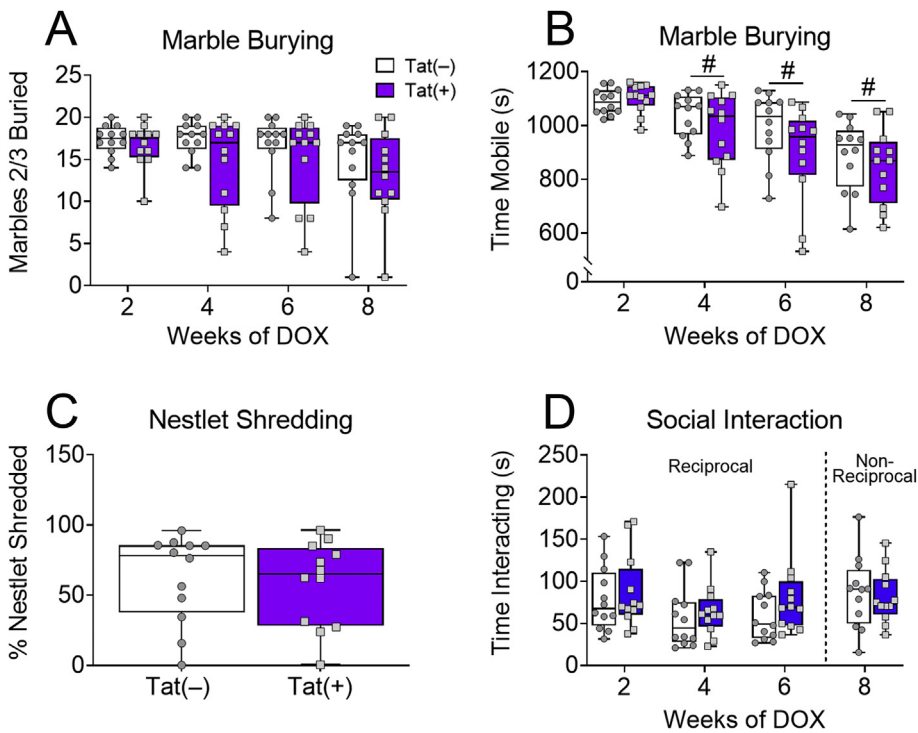 A
Marble Burying
Marbles 2/3 Buried
25
20
15
10
5
0
2 4 6 8
Weeks of DOX
Tat(–)
Tat(+)
B
Marble Burying
Time Mobile (s)
1200
1000
800
600
0
# # #
2 4 6 8
Weeks of DOX
C
Nestlet Shredding
% Nestlet Shredded
150
100
50
0
Tat(–) Tat(+)
D
Social Interaction
Time Interacting (s)
250
200
150
100
50
0
Reciprocal
Non-
Reciprocal
2 4 6 8
Weeks of DOX